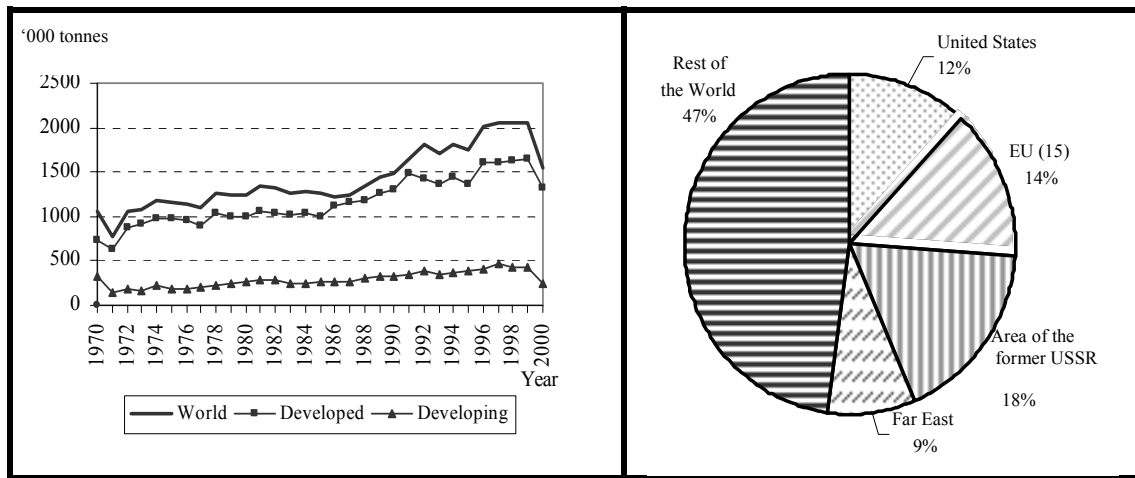 ‘000 tonnes
2500
2000
1500
1000
500
0
1970
1972
1974
1976
1978
1980
1982
1984
1986
1988
1990
1992
1994
1996
1998
2000
Year
World Developed Developing
United States
12%
Rest of
the World
47%
EU (15)
14%
Area of the
former USSR
18%
Far East
9%